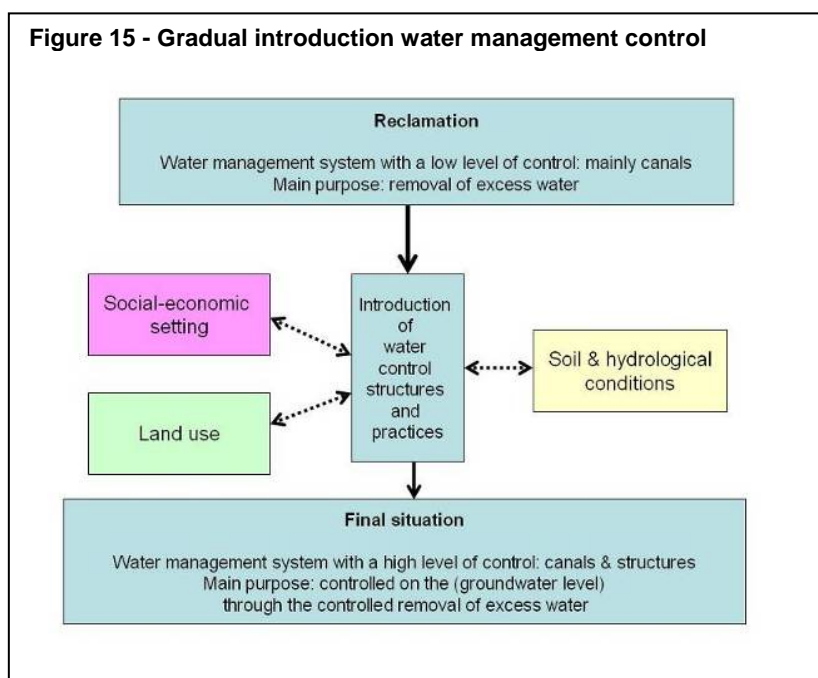 Figure 15 - Gradual introduction water management control
Reclamation
Water management system with a low level of control: mainly canals
Main purpose: removal of excess water
Social-economic
setting
Land use
Introduction
of
water
control
structures
and
practices
Soil & hydrological
conditions
Final situation
Water management system with a high level of control: canals & structures
Main purpose: controlled on the (groundwater level)
through the controlled removal of excess water